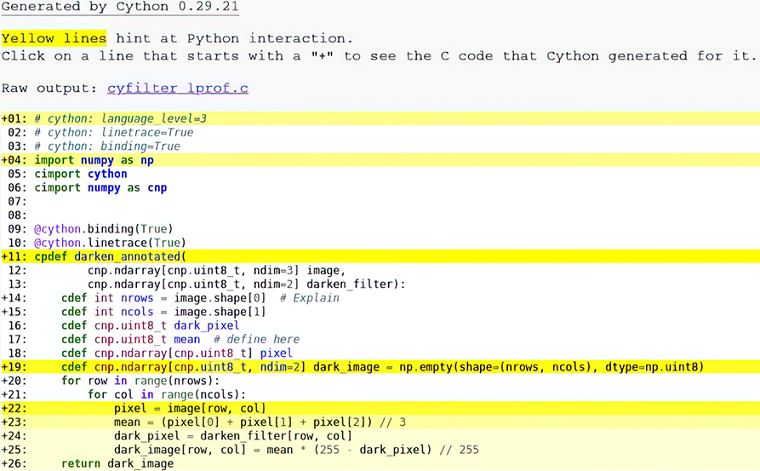 Generated by Cython 0.29.21
Yellow lines hint at Python interaction.
Click on a line that starts with a "+" to see the C code that Cython generated for it.
Raw output: cyfilter_lprof.c
+01: # cython: language_level=3
 02: # cython: linetrace=True
 03: # cython: binding=True
+04: import numpy as np
 05: cimport cython
 06: cimport numpy as cnp
 07:
 08:
 09: @cython.binding(True)
 10: @cython.linetrace(True)
+11: cpdef darken_annotated(
 12:         cnp.ndarray[cnp.uint8_t, ndim=3] image,
 13:         cnp.ndarray[cnp.uint8_t, ndim=2] darken_filter):
+14:     cdef int nrows = image.shape[0]  # Explain
+15:     cdef int ncols = image.shape[1]
 16:     cdef cnp.uint8_t dark_pixel
 17:     cdef cnp.uint8_t mean  # define here
 18:     cdef cnp.ndarray[cnp.uint8_t] pixel
+19:     cdef cnp.ndarray[cnp.uint8_t, ndim=2] dark_image = np.empty(shape=(nrows, ncols), dtype=np.uint8)
+20:     for row in range(nrows):
+21:         for col in range(ncols):
+22:             pixel = image[row, col]
+23:             mean = (pixel[0] + pixel[1] + pixel[2]) // 3
+24:             dark_pixel = darken_filter[row, col]
+25:             dark_image[row, col] = mean * (255 - dark_pixel) // 255
+26:     return dark_image